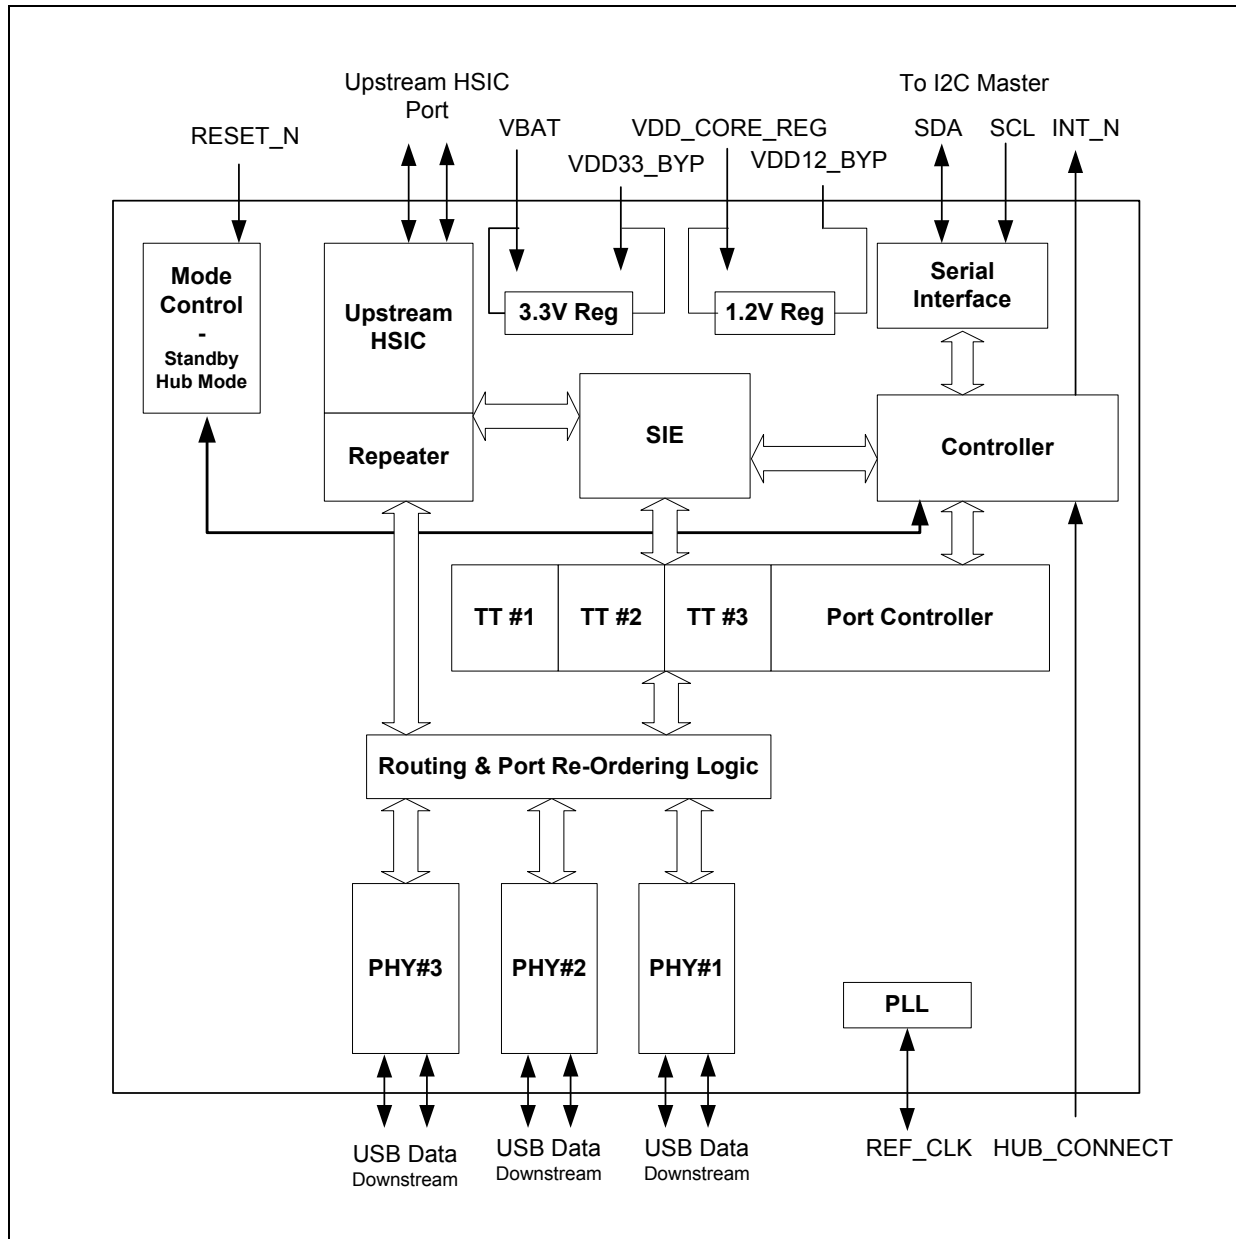 Upstream HSIC
Port
To I2C Master
RESET_N
VBAT
VDD_CORE_REG
SDA
SCL
INT_N
VDD33_BYP
VDD12_BYP
Mode
Control
-
Standby
Hub Mode
Upstream
HSIC
3.3V Reg
1.2V Reg
Serial
Interface
Repeater
SIE
Controller
TT #1
TT #2
TT #3
Port Controller
Routing & Port Re-Ordering Logic
PHY#3
PHY#2
PHY#1
PLL
USB Data
Downstream
USB Data
Downstream
USB Data
Downstream
REF_CLK
HUB_CONNECT